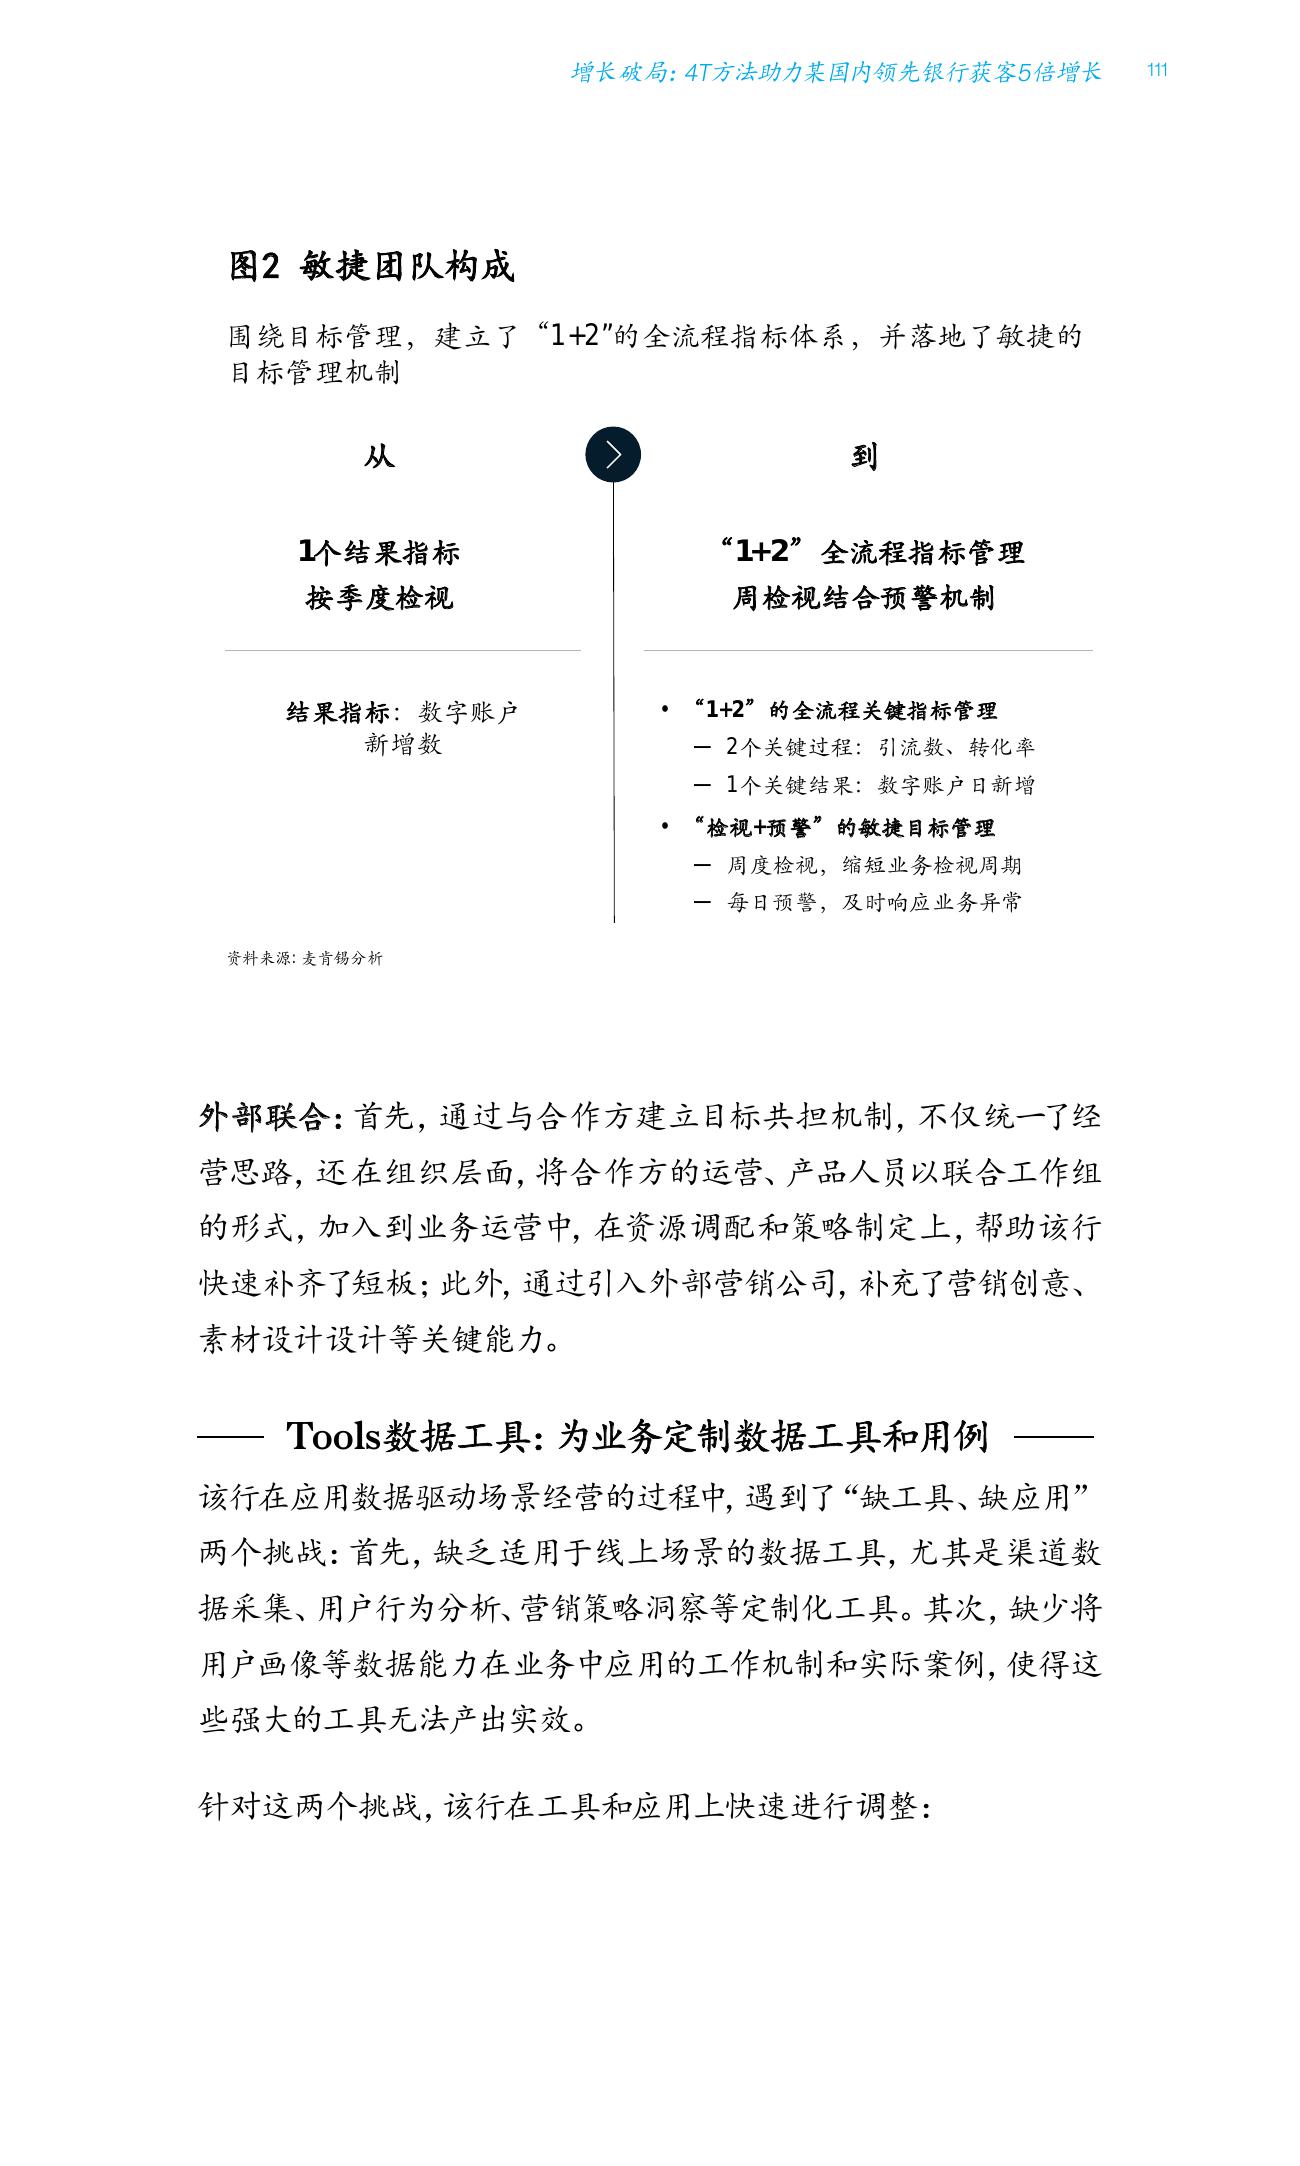 增长破局：4T方法助力某国内领先银行获客5倍增长 111
图2 敏捷团队构成
围绕目标管理，建立了“1+2”的全流程指标体系，并落地了敏捷的
目标管理机制
从
到
1个结果指标
按季度检视
“1+2”全流程指标管理
周检视结合预警机制
结果指标：数字账户
新增数
• “1+2”的全流程关键指标管理
— 2个关键过程：引流数、转化率
— 1个关键结果：数字账户日新增
• “检视+预警”的敏捷目标管理
— 周度检视，缩短业务检视周期
— 每日预警，及时响应业务异常
资料来源：麦肯锡分析
外部联合：首先，通过与合作方建立目标共担机制，不仅统一了经
营思路，还在组织层面，将合作方的运营、产品人员以联合工作组
的形式，加入到业务运营中，在资源调配和策略制定上，帮助该行
快速补齐了短板；此外，通过引入外部营销公司，补充了营销创意、
素材设计设计等关键能力。
Tools数据工具：为业务定制数据工具和用例
该行在应用数据驱动场景经营的过程中，遇到了“缺工具、缺应用”
两个挑战：首先，缺乏适用于线上场景的数据工具，尤其是渠道数
据采集、用户行为分析、营销策略洞察等定制化工具。其次，缺少将
用户画像等数据能力在业务中应用的工作机制和实际案例，使得这
些强大的工具无法产出实效。
针对这两个挑战，该行在工具和应用上快速进行调整：